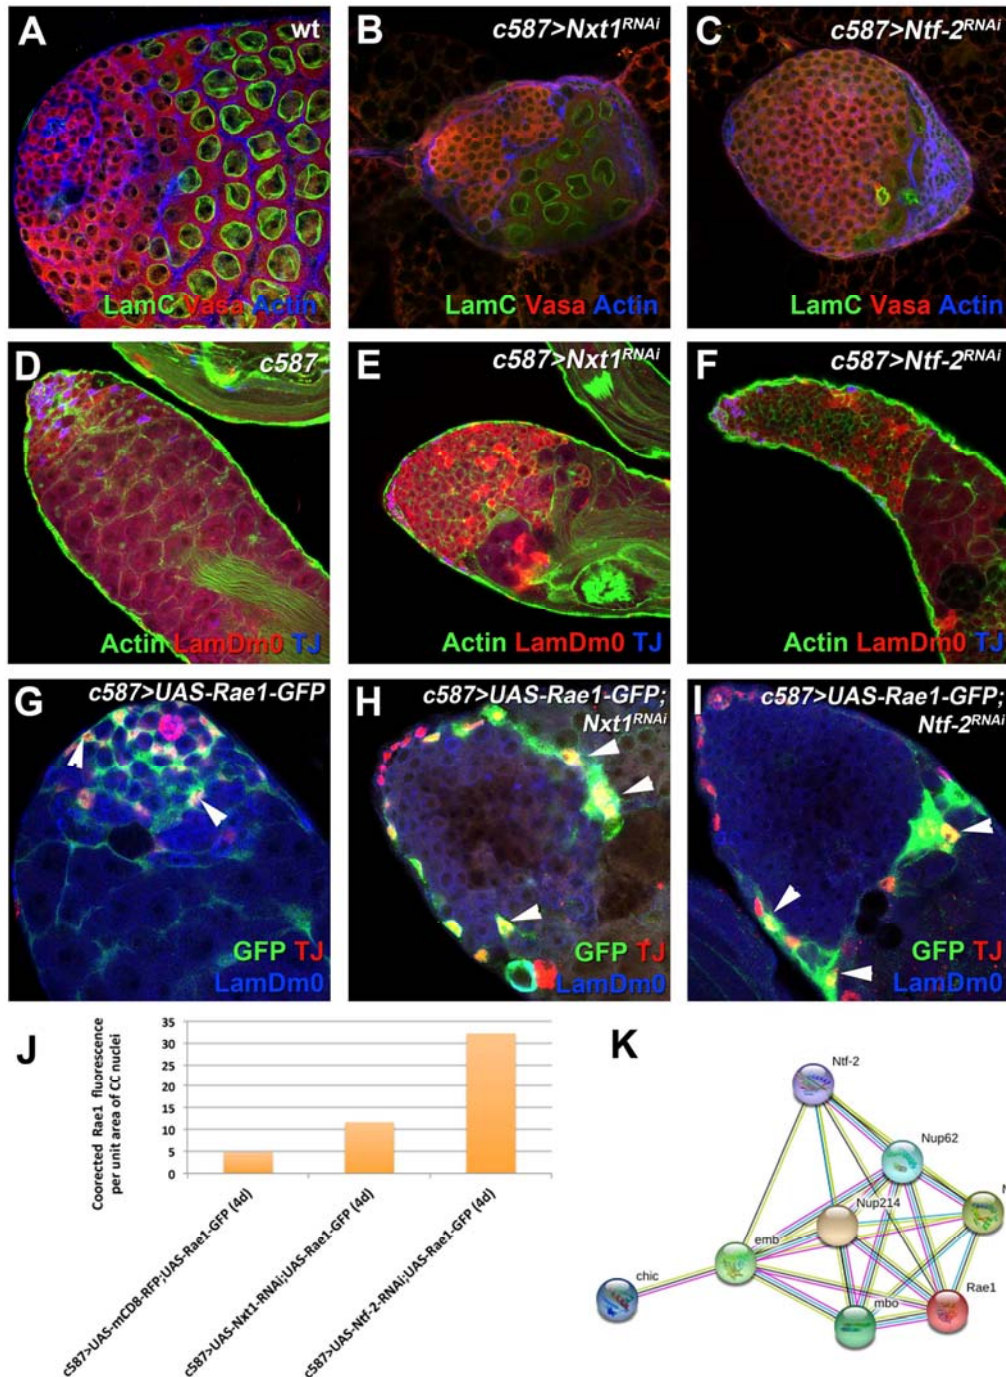 A
wt
LamC Vasa Actin
B
c587>Nxt1RNAi
LamC Vasa Actin
C
c587>Ntf-2RNAi
LamC Vasa Actin
D
c587
Actin LamDm0 TJ
E
c587>Nxt1RNAi
Actin LamDm0 TJ
F
c587>Ntf-2RNAi
Actin LamDm0 TJ
G
c587>UAS-Rae1-GFP
GFP TJ
LamDm0
H
c587>UAS-Rae1-GFP;
Nxt1RNAi
GFP TJ
LamDm0
I
c587>UAS-Rae1-GFP;
Ntf-2RNAi
GFP TJ
LamDm0
J
Coorected Rae1 fluorescence
per unit area of CC nuclei
35
30
25
20
15
10
5
0
c587>UAS-mCD8-RFP;UAS-Rae1-GFP (4d)
c587>UAS-Nxt1-RNAi;UAS-Rae1-GFP (4d)
c587>UAS-Ntf-2-RNAi;UAS-Rae1-GFP (4d)
K
Ntf-2
Nup62
N
Nup214
emb
chic
Rae1
mbo